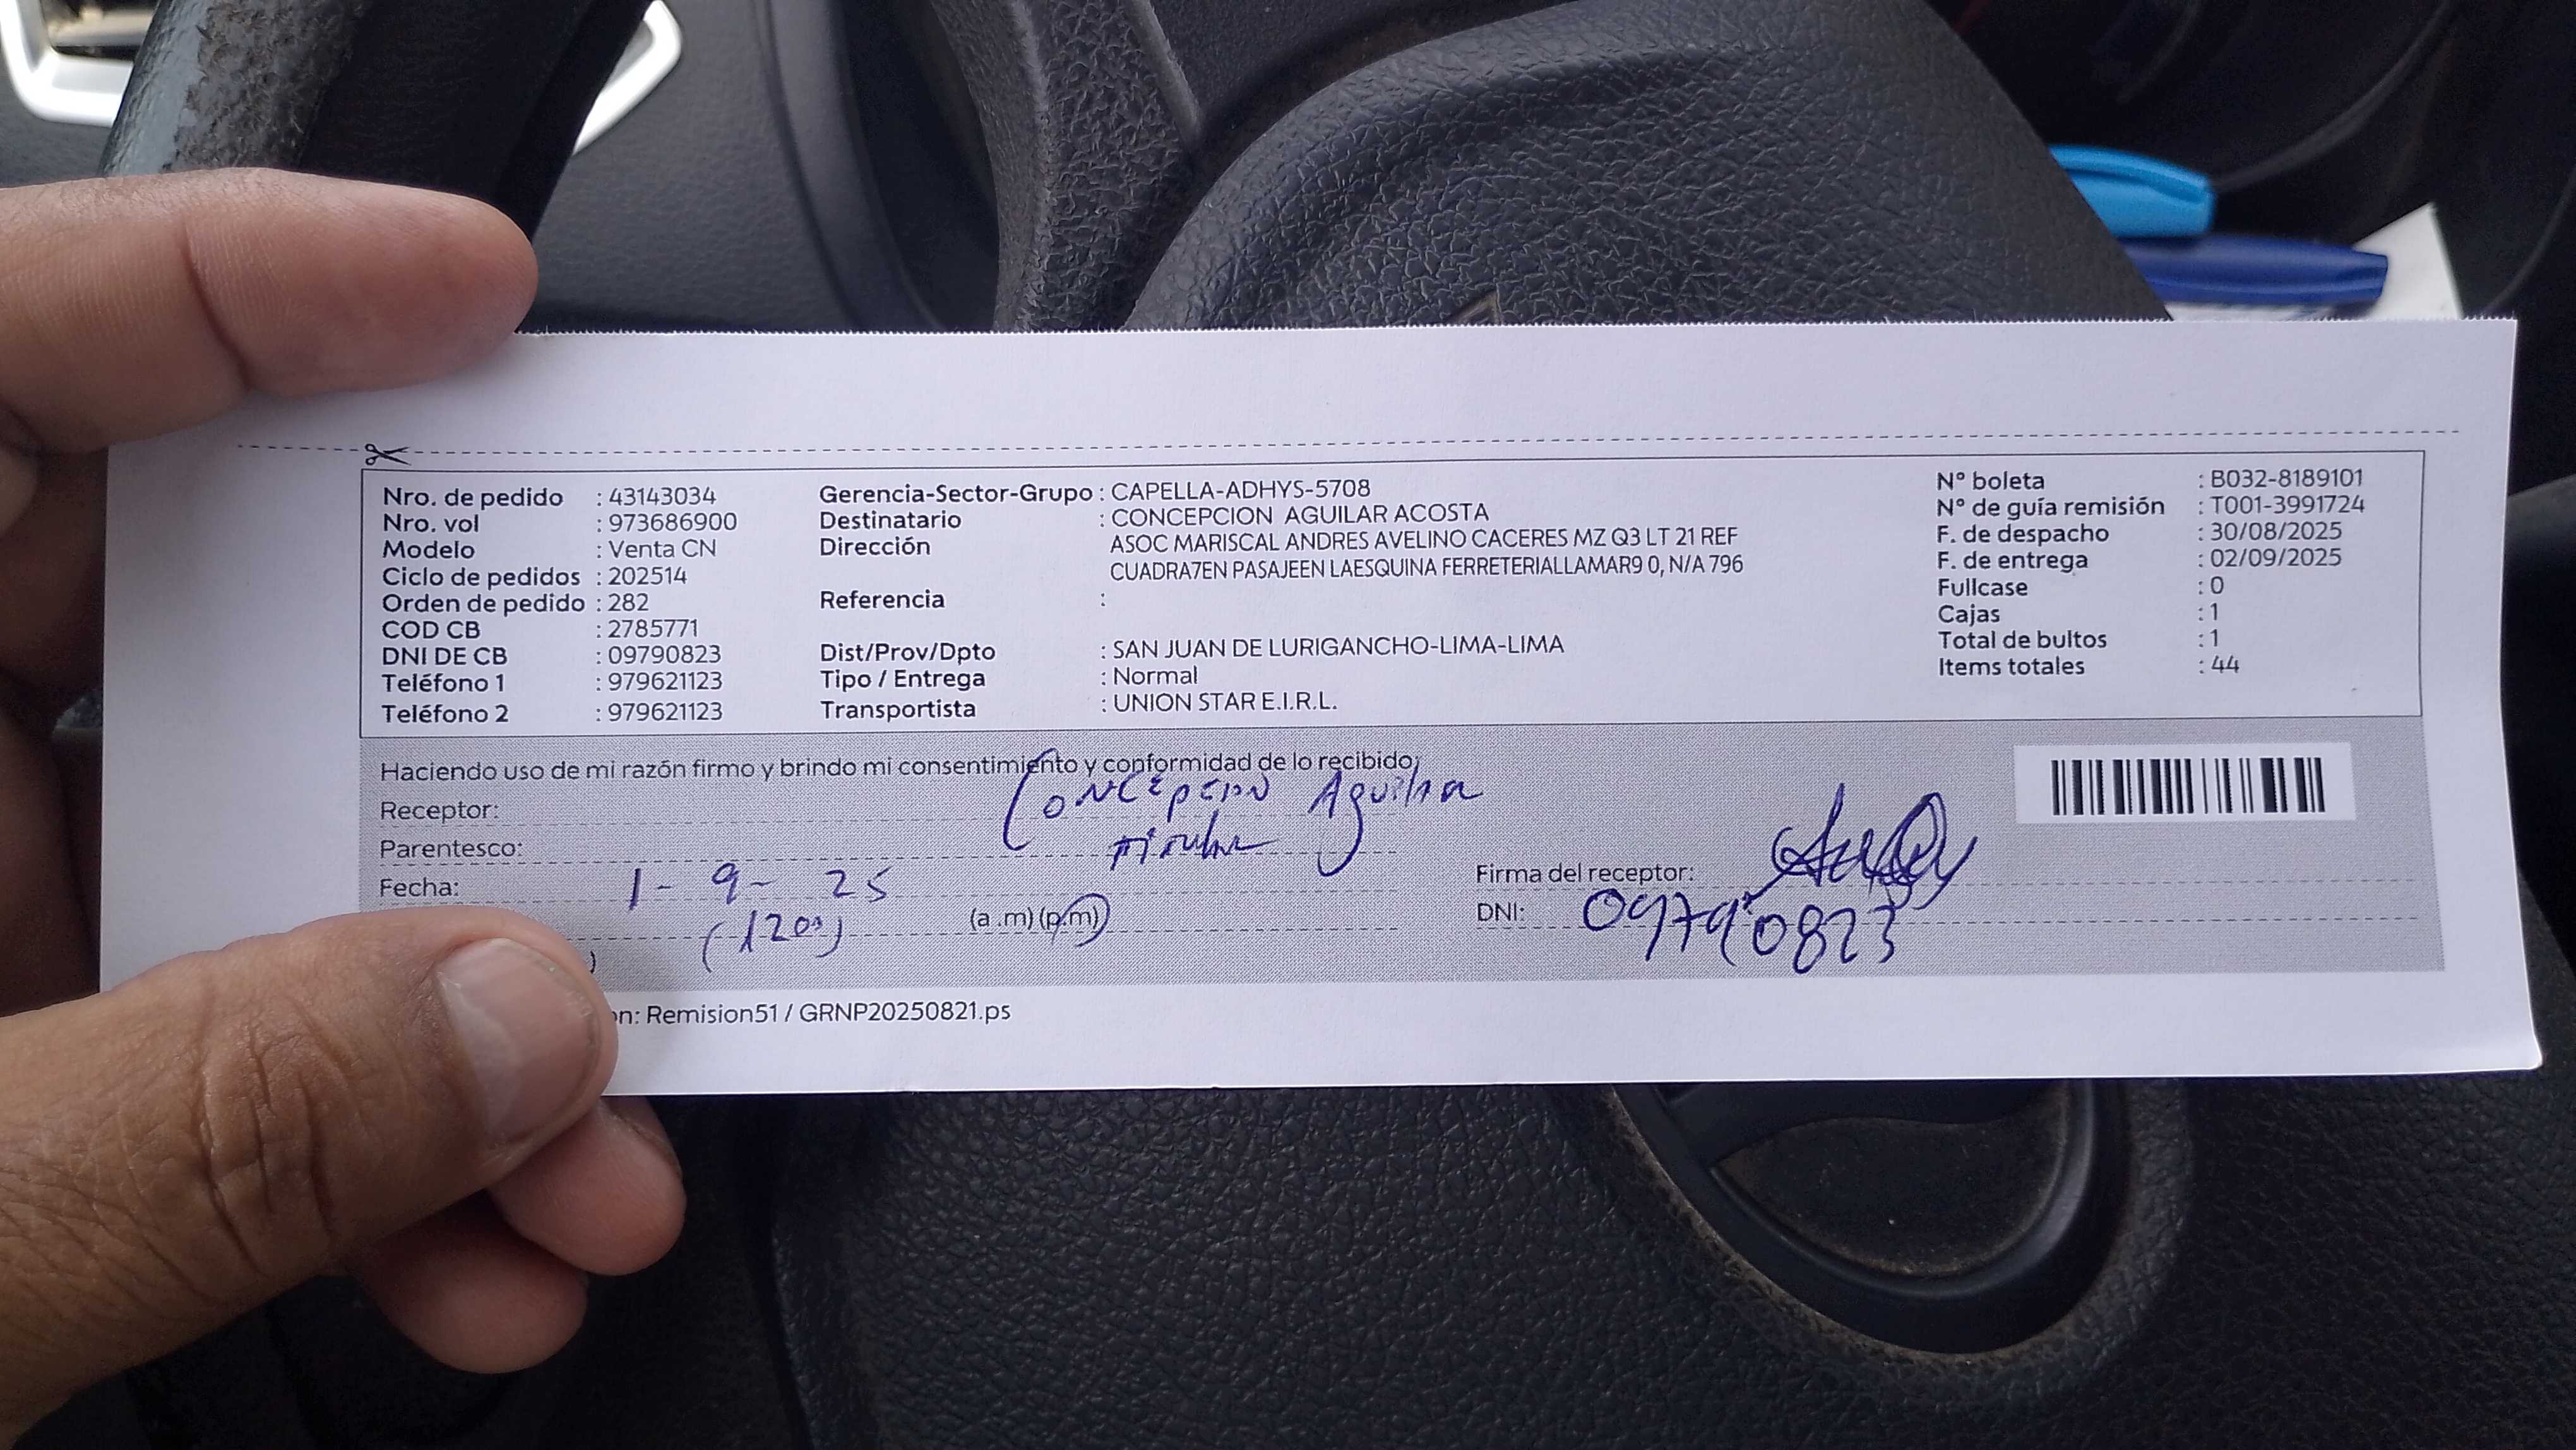 Nro. de pedido : 43143034
Nro. vol : 973686900
Modelo : Venta CN
Ciclo de pedidos : 202514
Orden de pedido : 282
COD CB : 2785771
DNI DE CB : 09790823
Teléfono 1 : 979621123
Teléfono 2 : 979621123
Gerencia-Sector-Grupo : CAPELLA-ADHYS-5708
Destinatario : CONCEPCION AGUILAR ACOSTA
Dirección ASOC MARISCAL ANDRES AVELINO CACERES MZ Q3 LT 21 REF
CUADRA7EN PASAJEEN LAESQUINA FERRETERIALLAMAR9 0, N/A 796
Referencia :
Dist/Prov/Dpto : SAN JUAN DE LURIGANCHO-LIMA-LIMA
Tipo / Entrega : Normal
Transportista : UNION STAR E.I.R.L.
Nº boleta : B032-8189101
Nº de guía remisión : T001-3991724
F. de despacho : 30/08/2025
F. de entrega : 02/09/2025
Fullcase : 0
Cajas : 1
Total de bultos : 1
Items totales : 44
Haciendo uso de mi razón firmo y brindo mi consentimiento y conformidad de lo recibido;
Receptor: Concepcion Aguilar
Parentesco: Titular
Fecha: 1-9-25
(a .m) (p.m)
)
Firma del receptor:
DNI: 09790823
on: Remision51 / GRNP20250821.ps